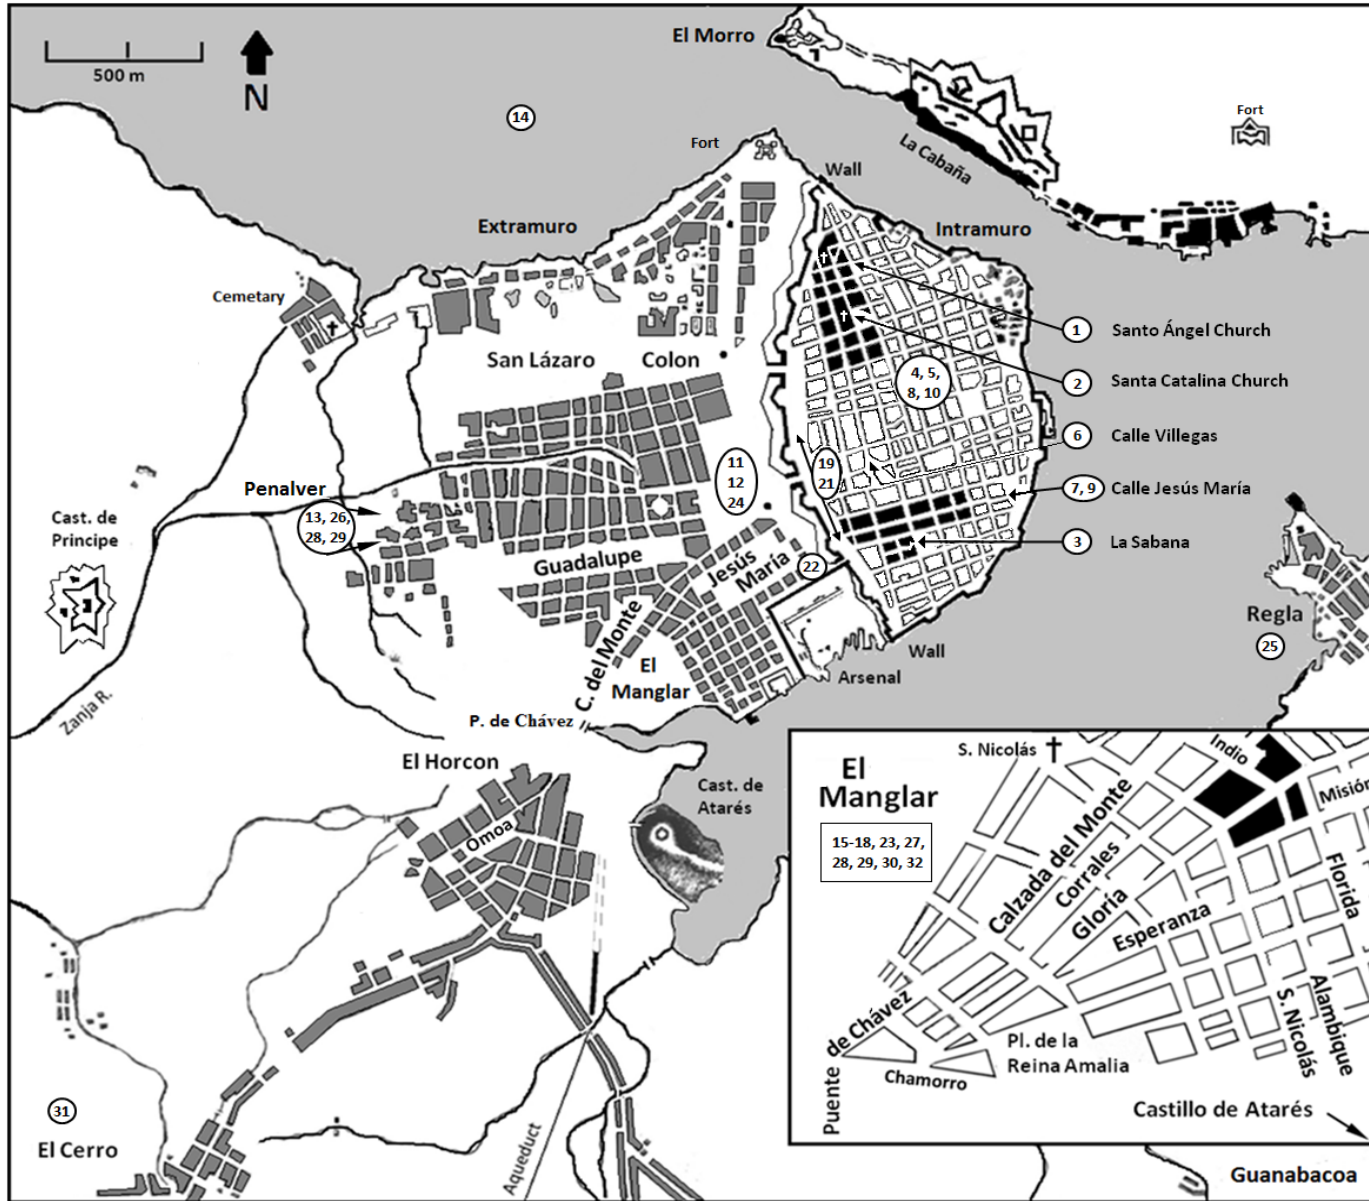 El Morro
500 m
N
14
Fort
Fort
La Cabaña
Wall
Extramuro
Intramuro
Cemetary
1 Santo Ángel Church
San Lázaro
Colon
4, 5,
8, 10
2 Santa Catalina Church
6 Calle Villegas
11
12
24
19
21
Penalver
7, 9 Calle Jesús María
13, 26,
28, 29
Cast. de
Principe
3 La Sabana
Guadalupe
Jesús
María
22
Regla
25
C. del Monte
El
Manglar
Wall
Arsenal
Zanja R.
P. de Chávez
El Horcon
Cast. de
Atarés
Omoa
El
Manglar
15-18, 23, 27,
28, 29, 30, 32
S. Nicolás
Indio
Misión
Calzada del Monte
Corrales
Gloría
Esperanza
Florida
Alambique
S. Nicolás
Puente de Chávez
Pl. de la
Reina Amalia
Chamorro
Castillo de Atarés
31
El Cerro
Aqueduct
Guanabacoa